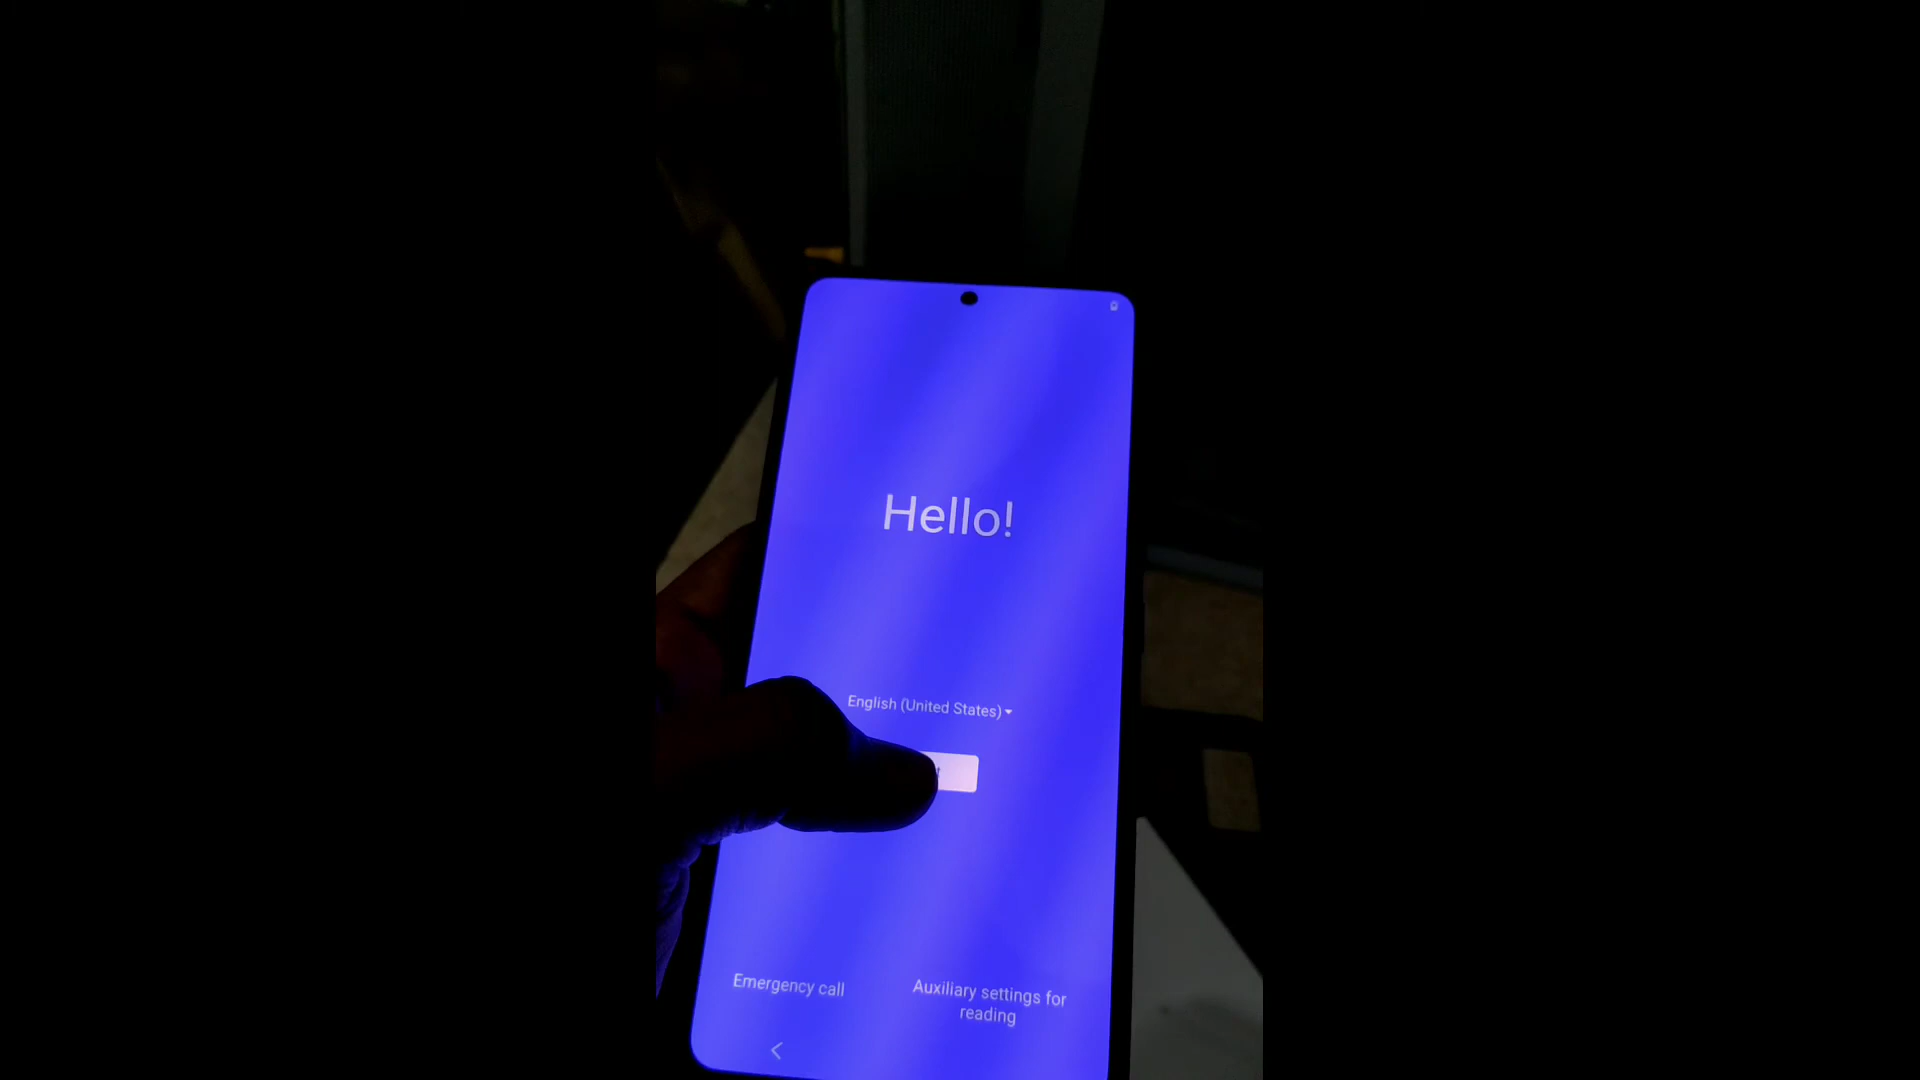 Hello!
English (United States)
Emergency call
Auxiliary settings for
reading